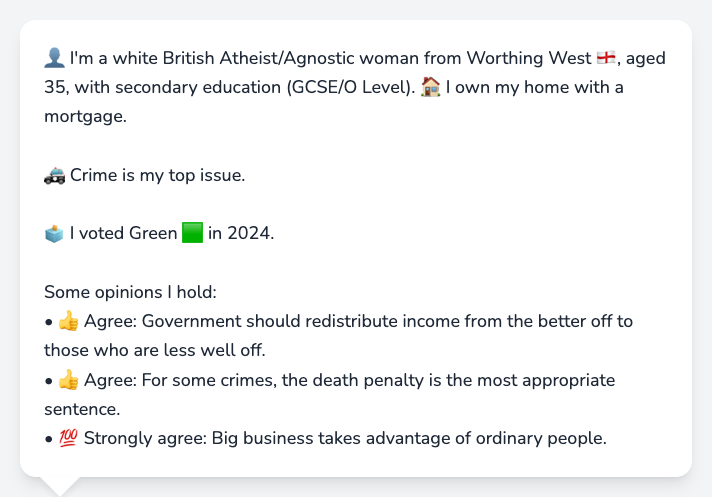 👤 I'm a white British Atheist/Agnostic woman from Worthing West 🏴󠁧󠁢󠁥󠁮󠁧󠁿, aged
35, with secondary education (GCSE/O Level). 🏠 I own my home with a
mortgage.
🚓 Crime is my top issue.
🗳️ I voted Green 🟩 in 2024.
Some opinions I hold:
• 👍 Agree: Government should redistribute income from the better off to
those who are less well off.
• 👍 Agree: For some crimes, the death penalty is the most appropriate
sentence.
• 💯 Strongly agree: Big business takes advantage of ordinary people.